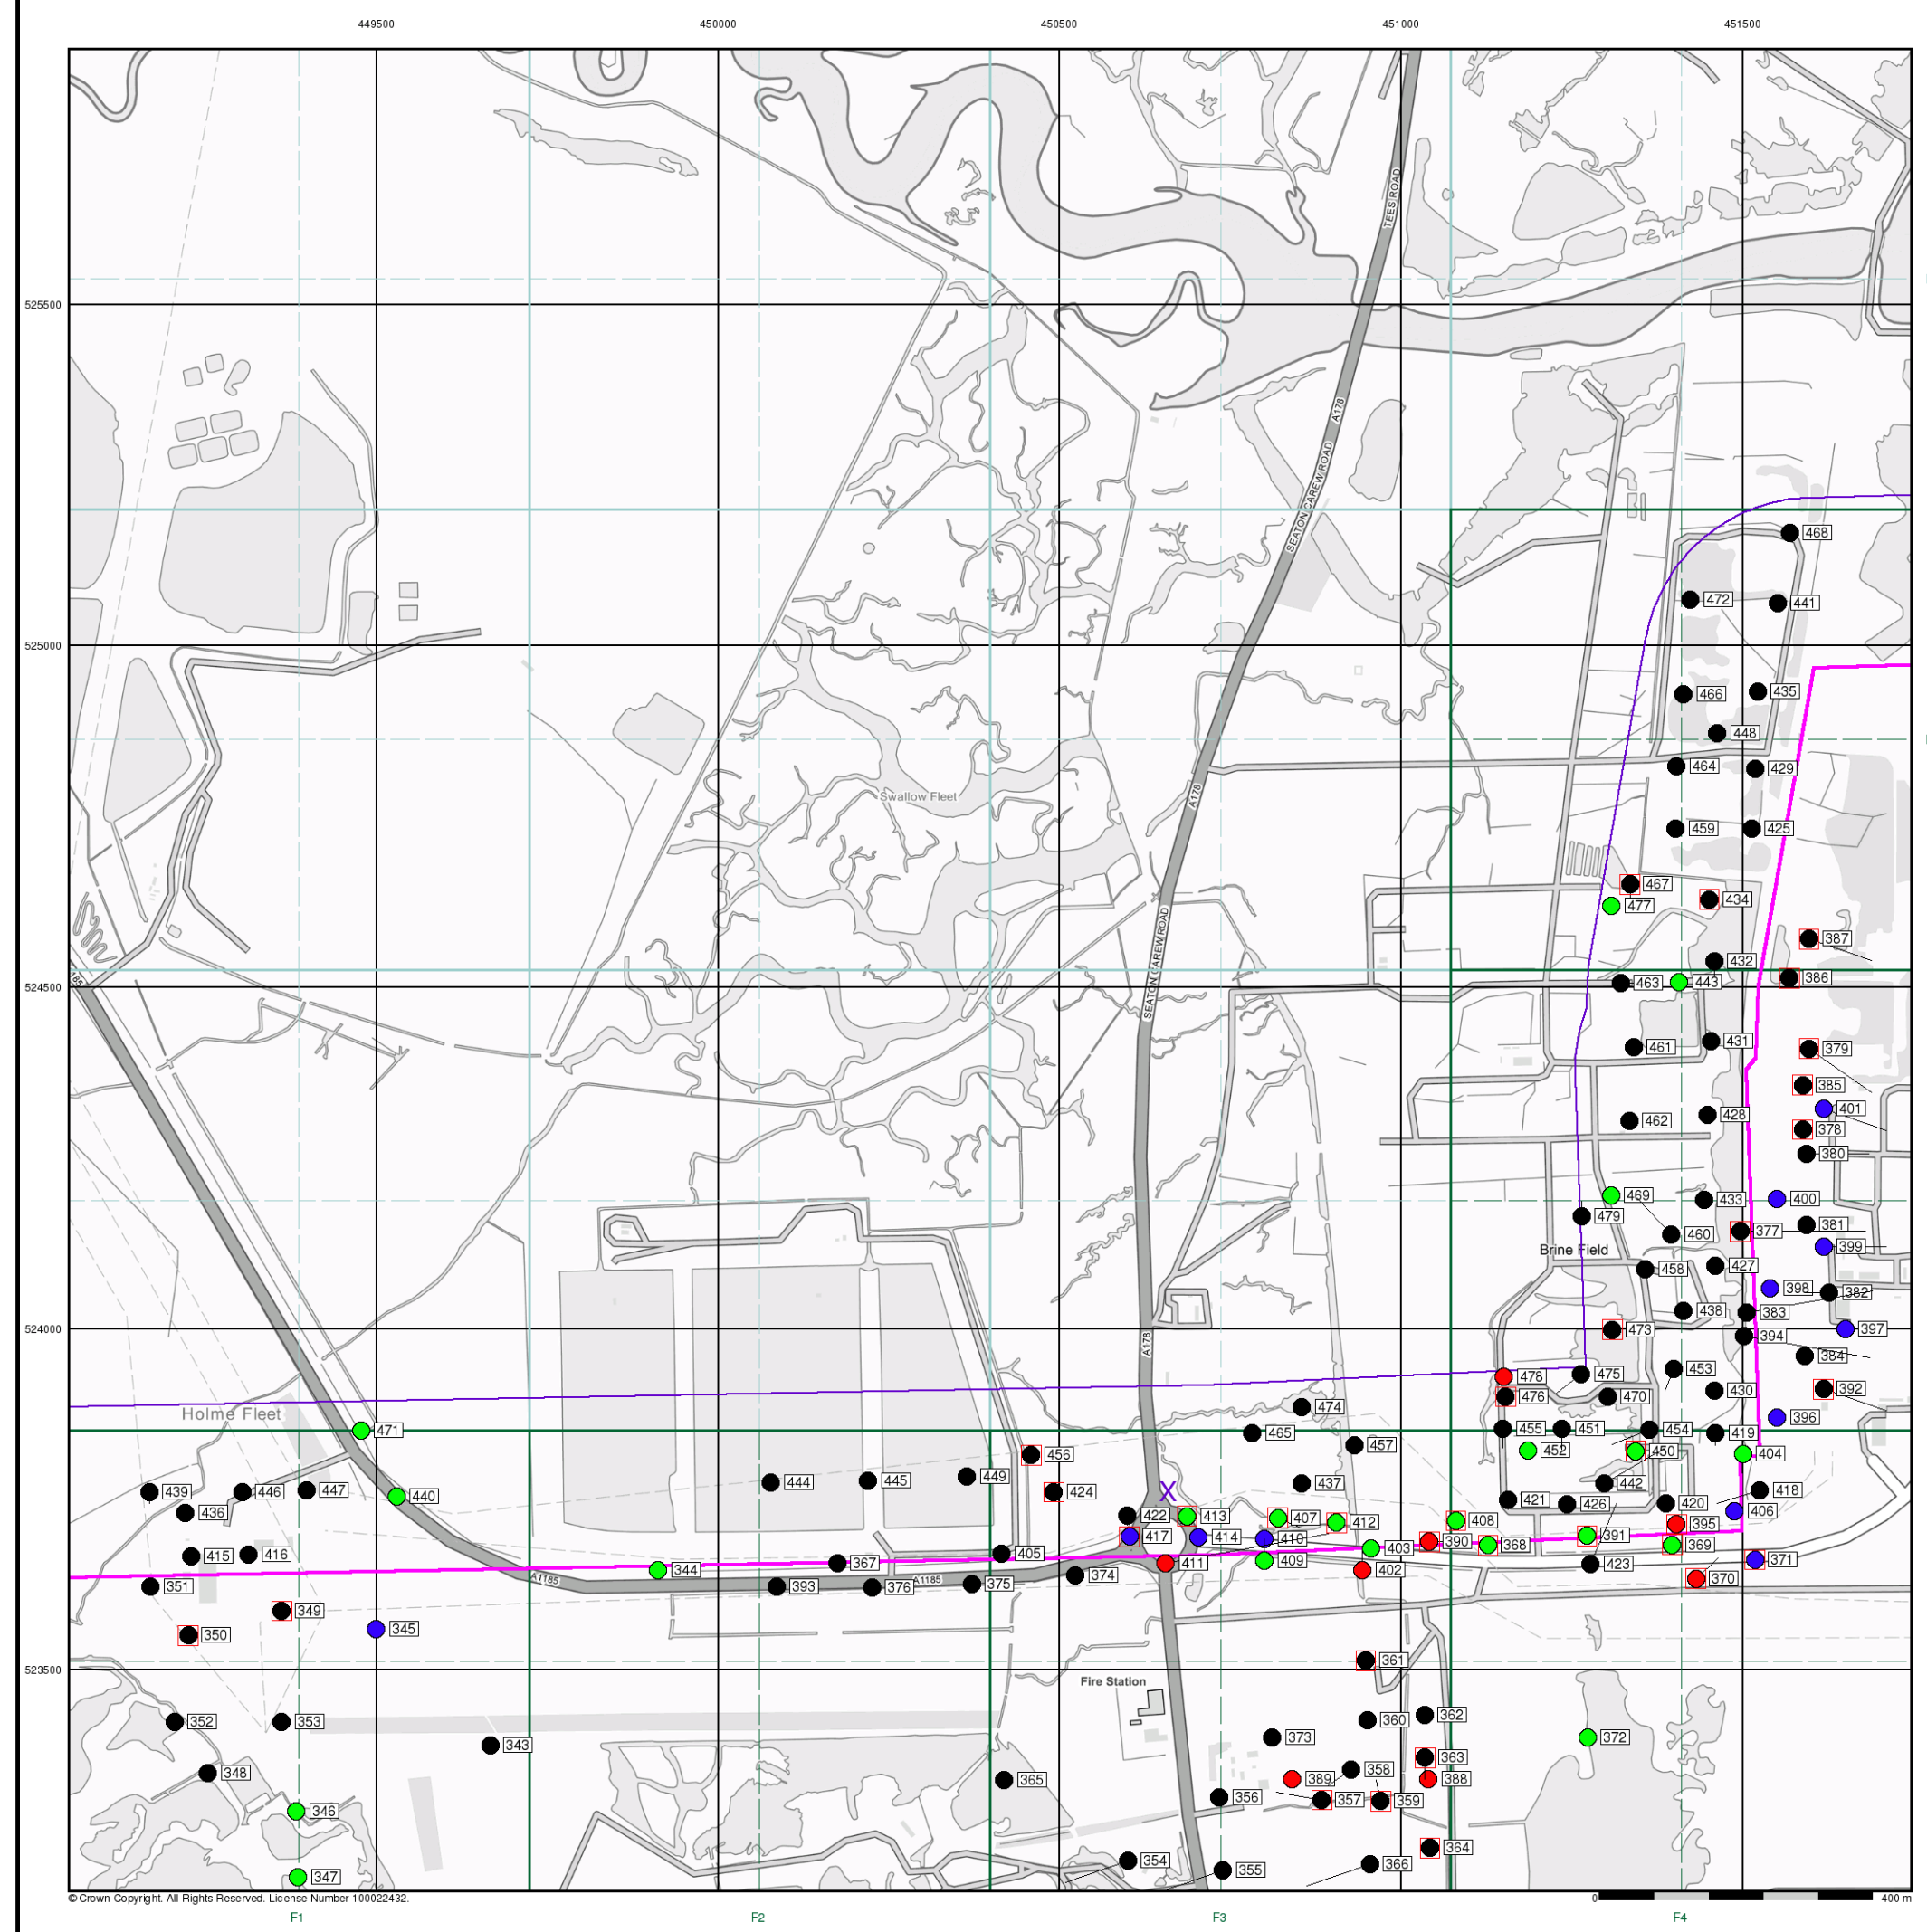 449500 450000 450500 451000 451500
TEES ROAD
525500
A178
SEATON CAREW ROAD
468
472 441
525000
466 435
448
Swallow Fleet
464 429
A178
459 425
467
477 434
SEATON CAREW ROAD
387
432
463 443 386
524500
461 431 379
385
401
462 428
378
380
469 433 400
479 381
460 377
Brine Field 399
458 427
398 382
438 383
524000
A178
473 397
394
384
453
478 475
476 470 430 392
474
Holme Fleet
396
471 465 455 451 454 419
457
456 452 450 404
444 445 449 437 442
439 446 447 424 418
440 421 426 420
436 422 413 407 412 408 406
417 414 410 395
415 416 405 403 390 368 391 369
367 411 409 423 371
344 402
A1185 A1185
351 393 376 375 374 370
349
345
350
523500
361
Fire Station
352 353 360 362
343 373 372
363
348 358
365 389 388
356 357 359
346
364
354 355 366
347
© Crown Copyright. All Rights Reserved. License Number 100022432.
0 400 m
F1 F2 F3 F4